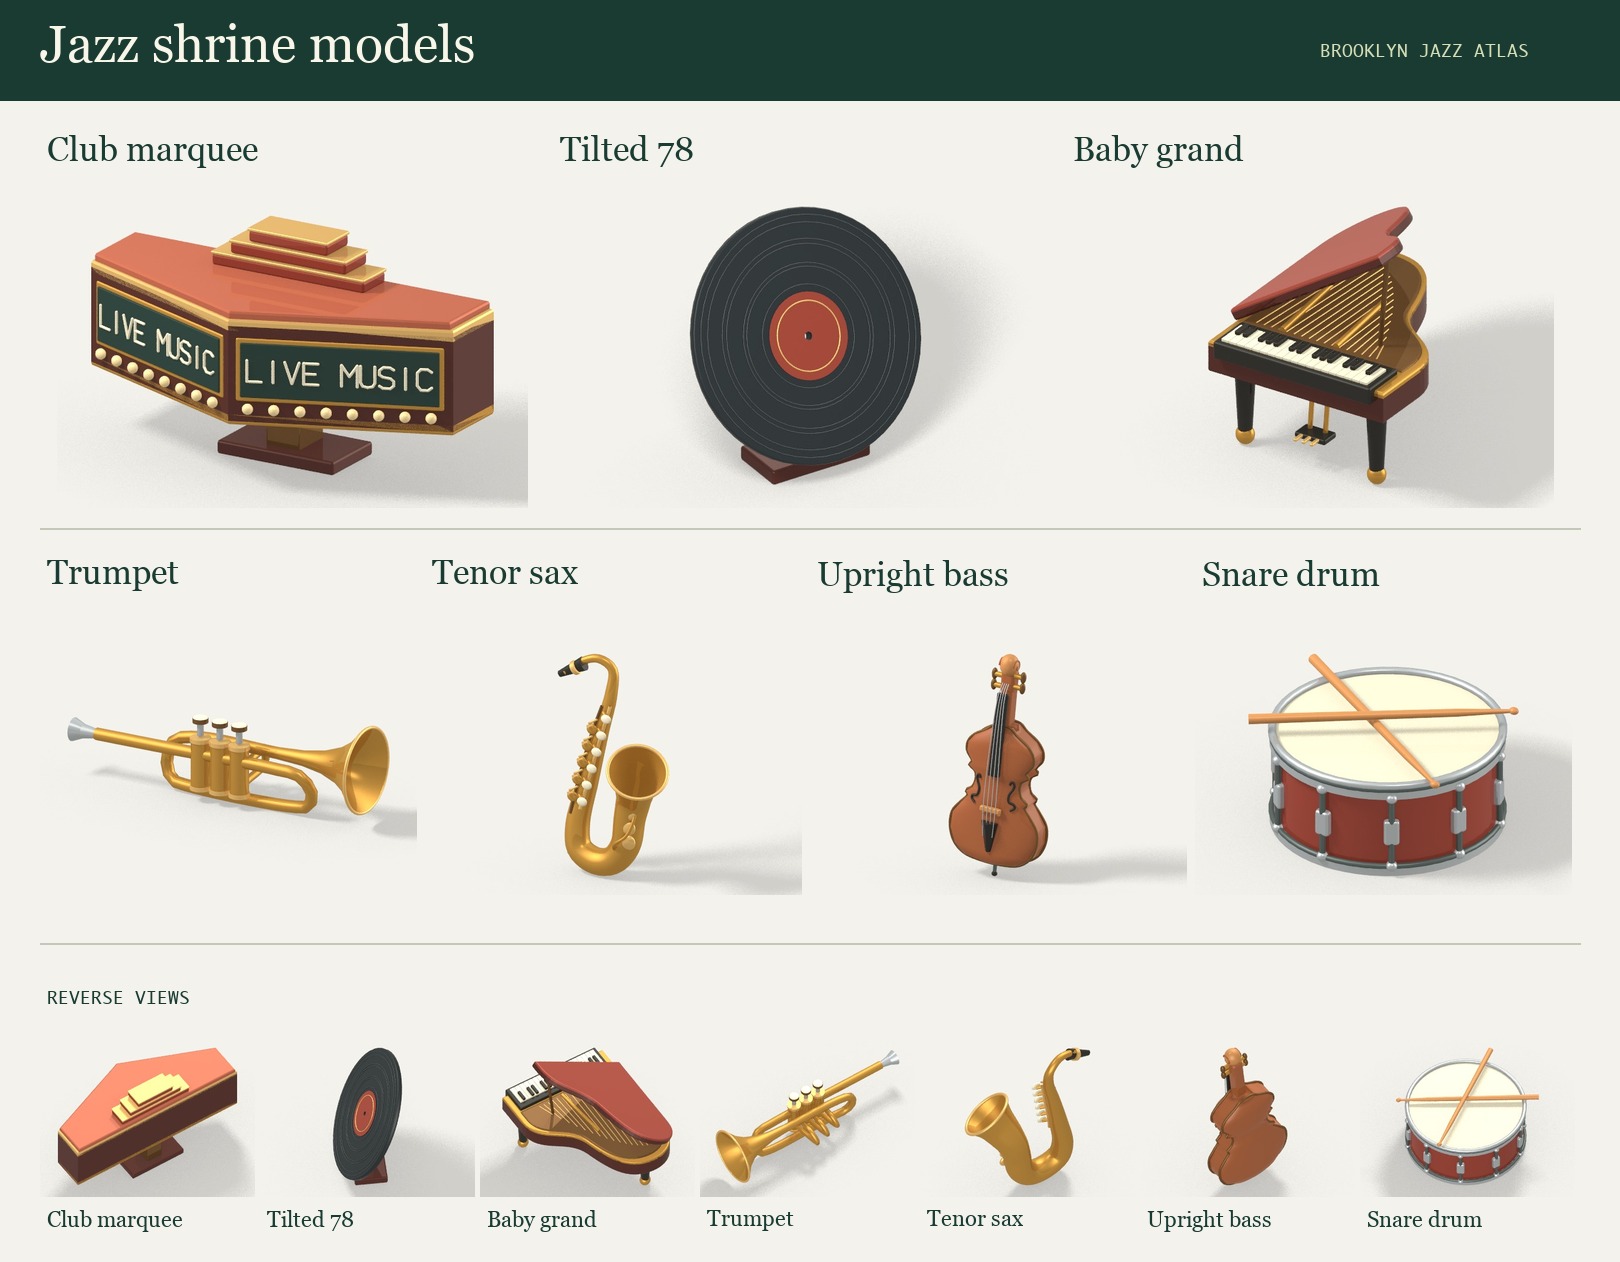 Jazz shrine models
BROOKLYN JAZZ ATLAS
Club marquee
Tilted 78
Baby grand
LIVE MUSIC
LIVE MUSIC
Trumpet
Tenor sax
Upright bass
Snare drum
REVERSE VIEWS
Club marquee
Tilted 78
Baby grand
Trumpet
Tenor sax
Upright bass
Snare drum